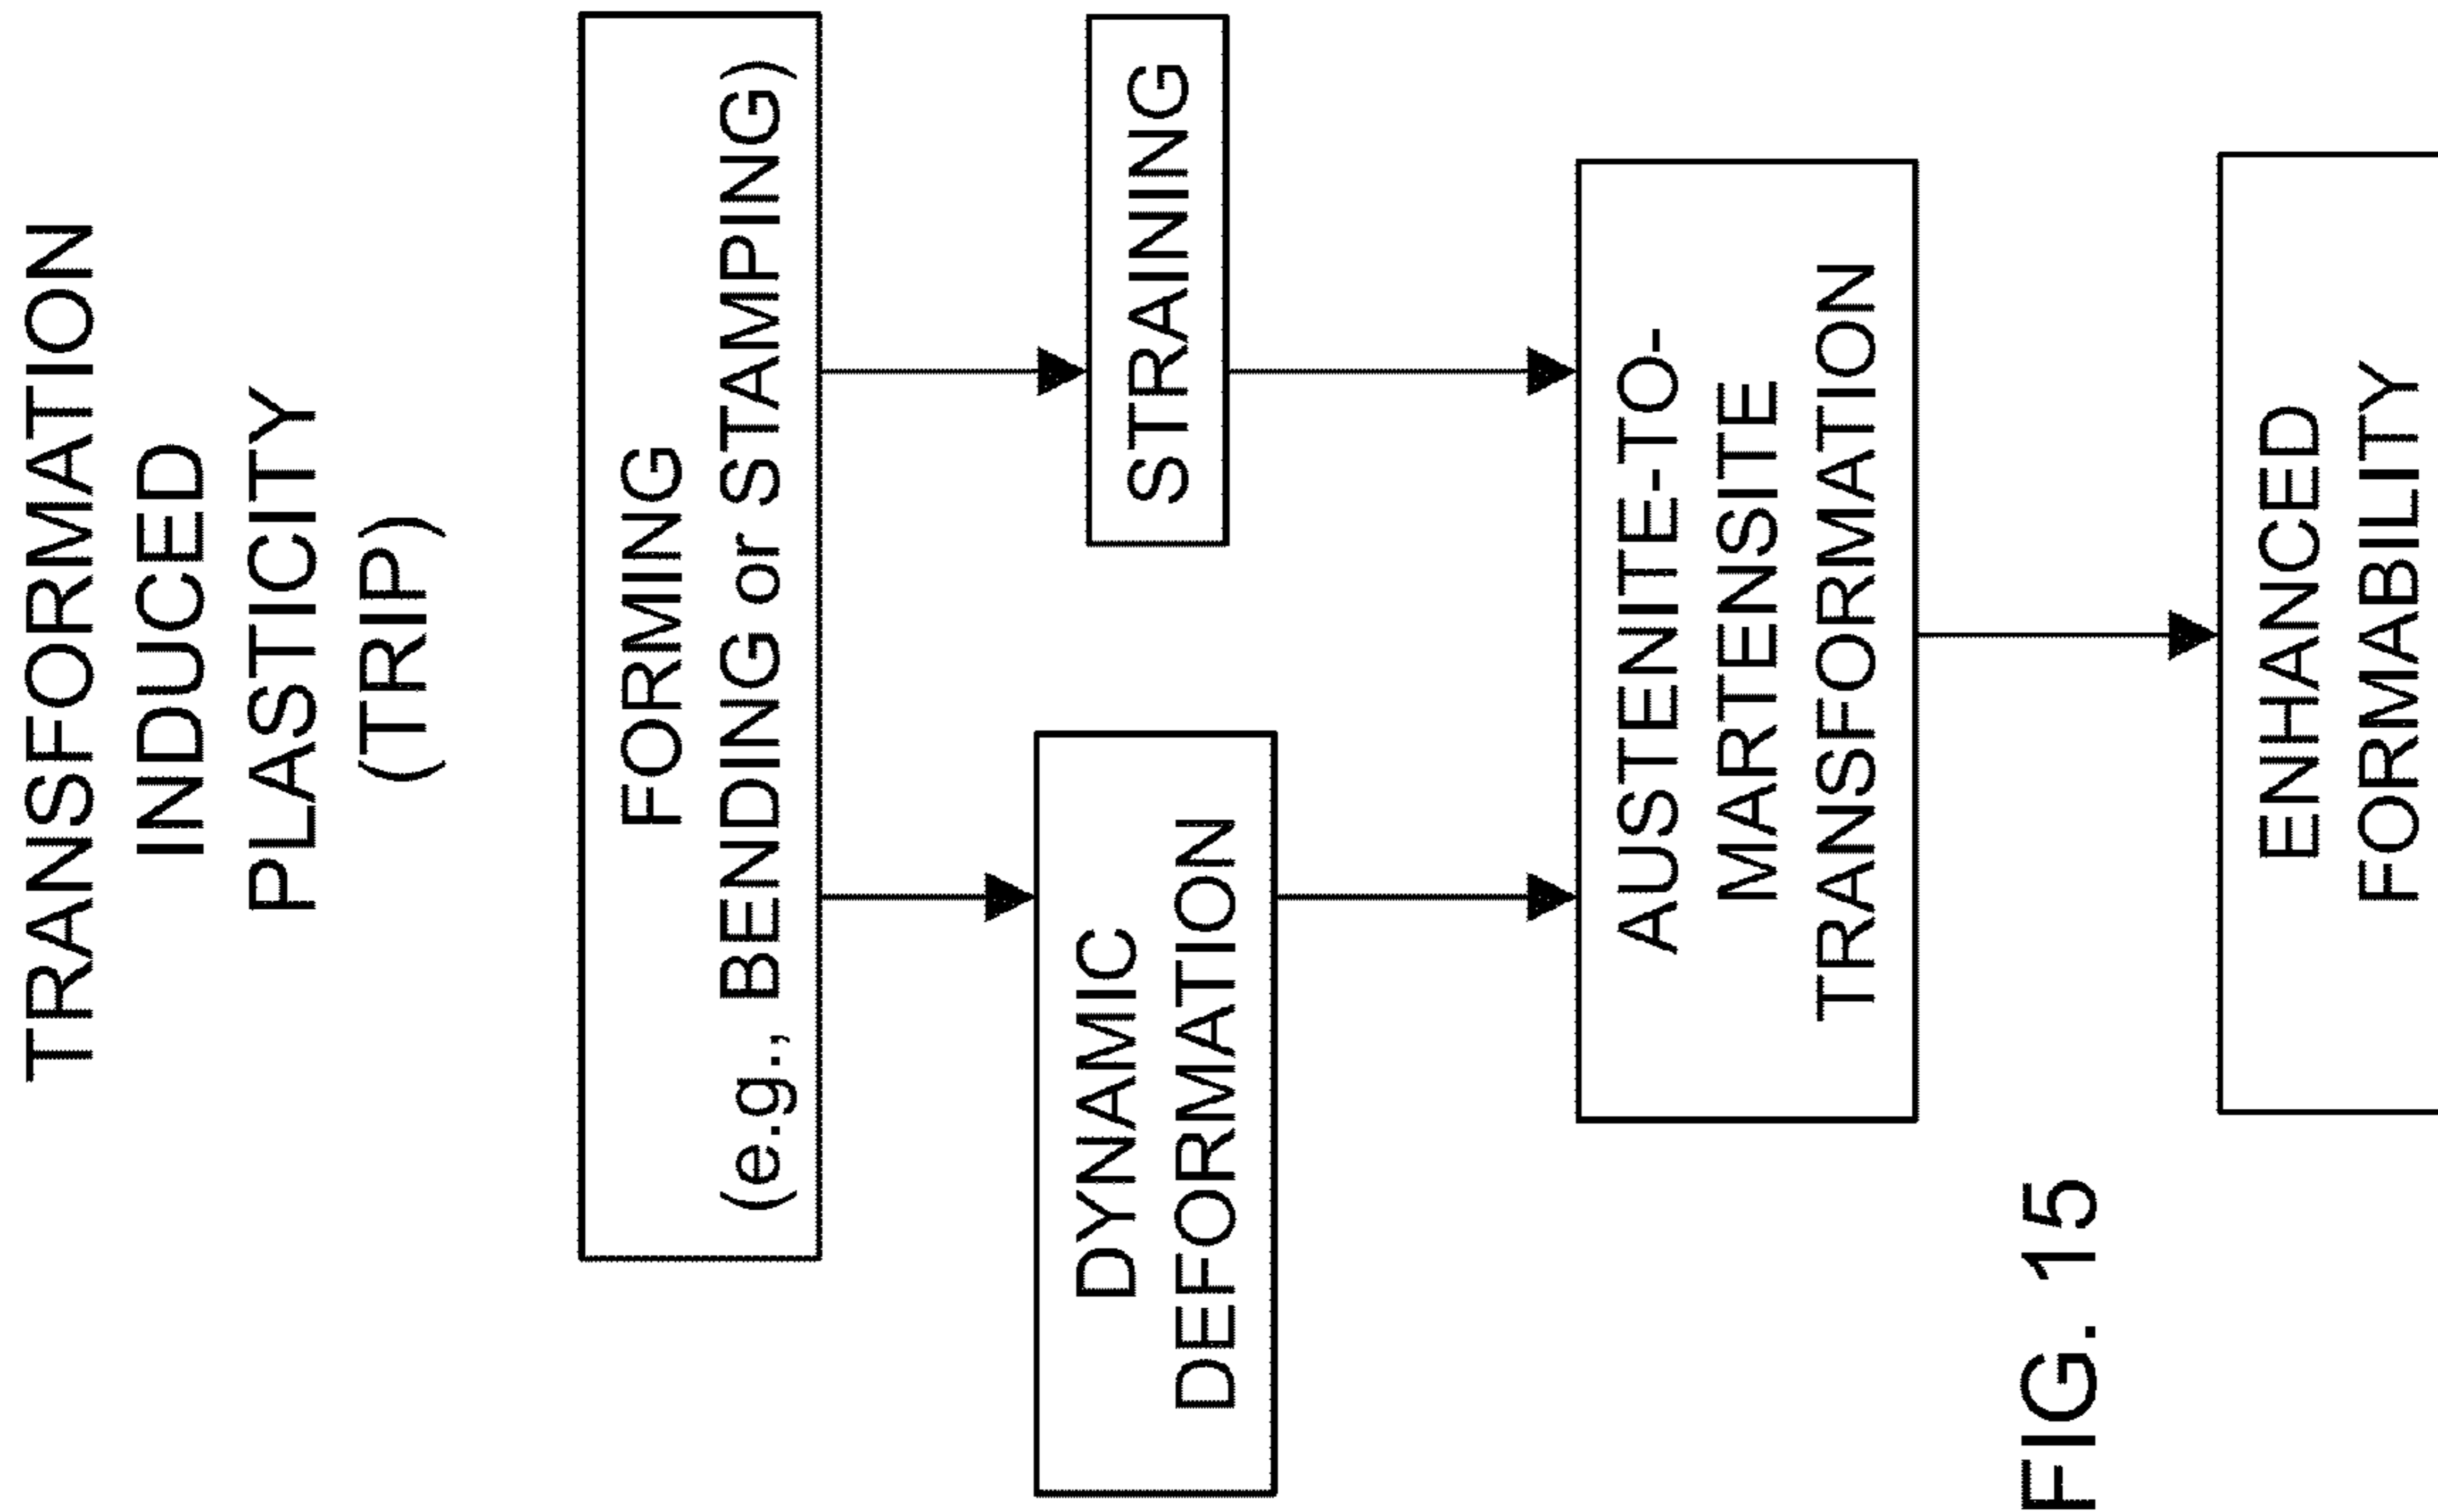 TRANSFORMATION
INDUCED
PLASTICITY
(TRIP)
FORMING
(e.g., BENDING or STAMPING)
DYNAMIC
DEFORMATION
STRAINING
AUSTENITE-TO-
MARTENSITE
TRANSFORMATION
ENHANCED
FORMABILITY
FIG. 15